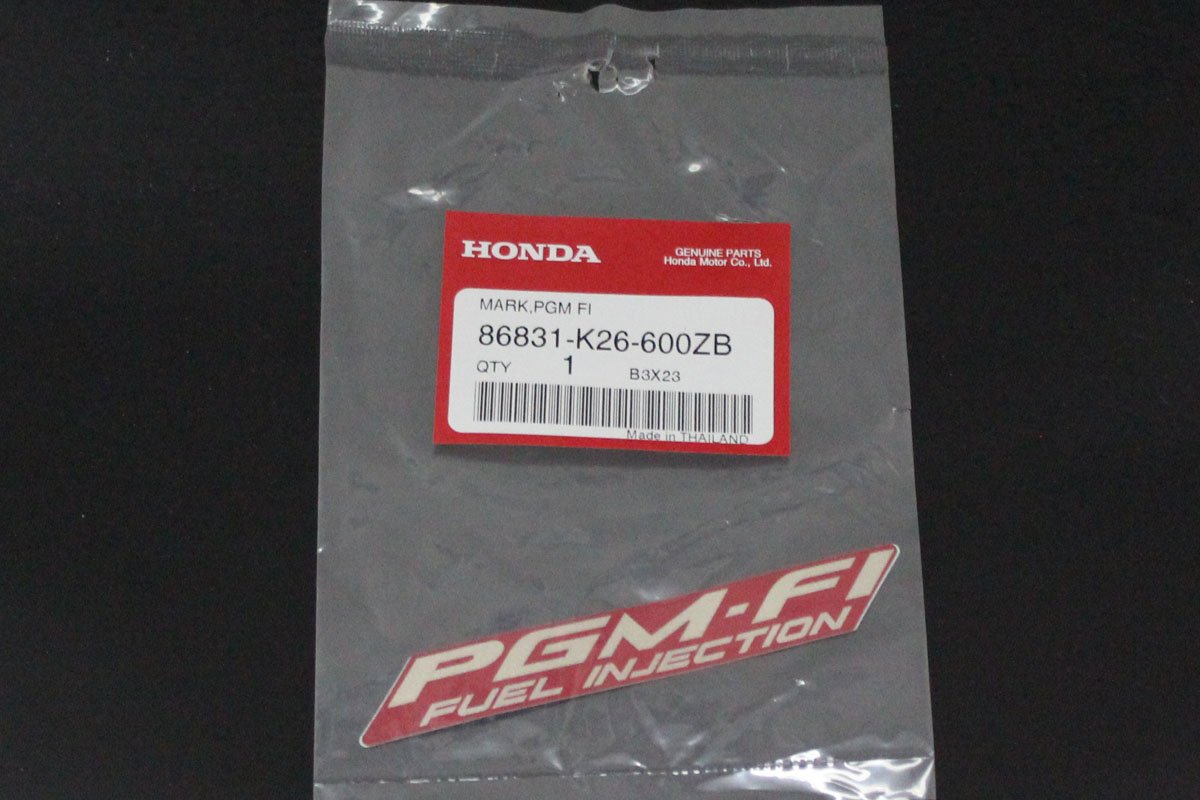 HONDA
GENUINE PARTS
Honda Motor Co., Ltd.
MARK,PGM FI
86831-K26-600ZB
QTY 1 B3X23
Made in THAILAND
PGM-FI
FUEL INJECTION